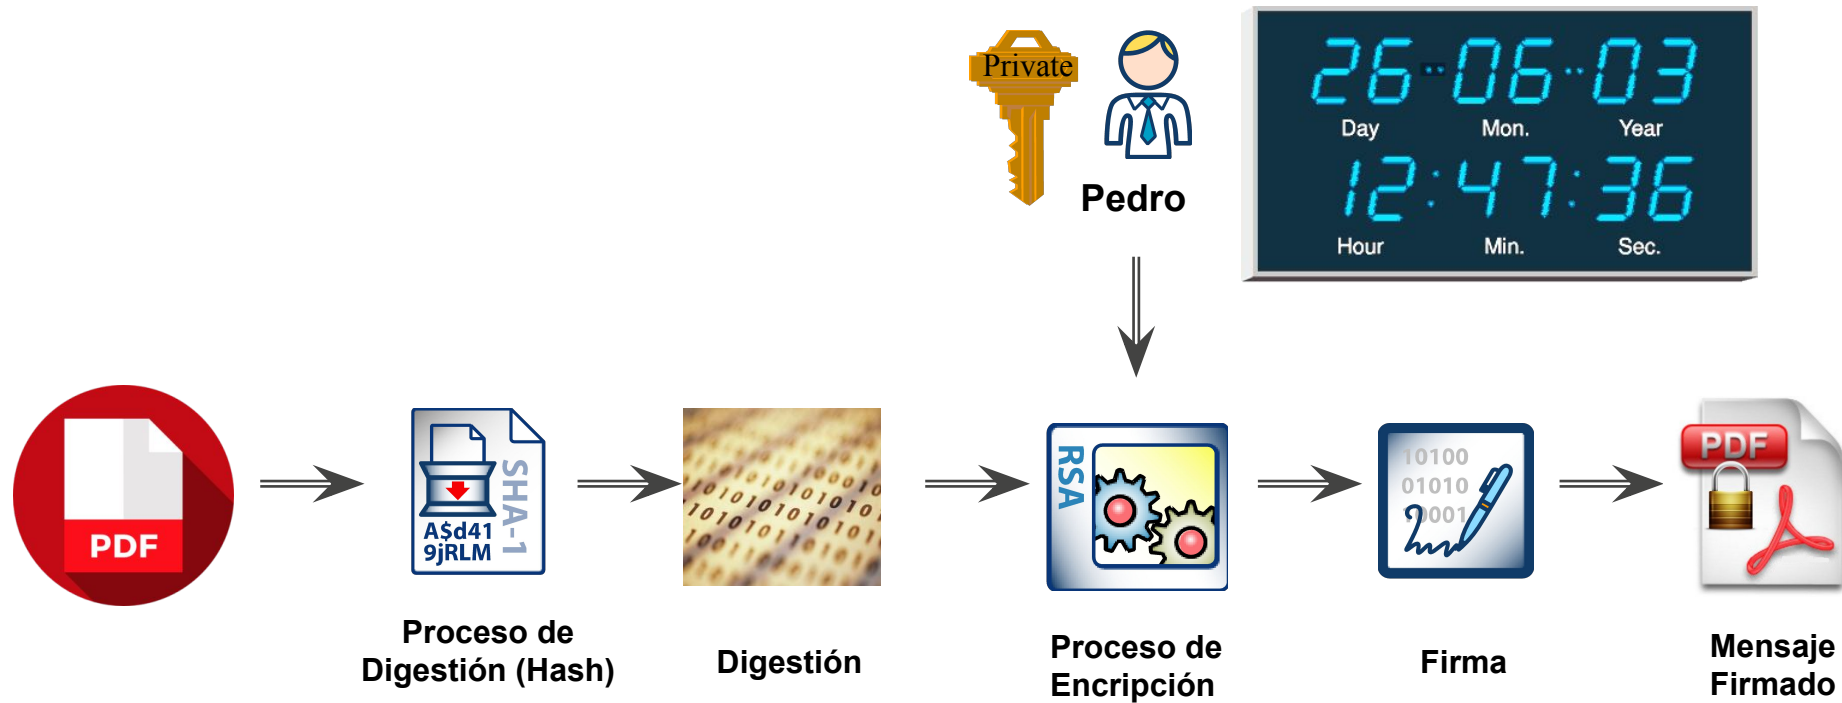 Private
Pedro
26 06 03
Day Mon. Year
12:47:36
Hour Min. Sec.
PDF
SHA-1
A$d41
9jRLM
RSA
10100
01010
10001
PDF
Proceso de
Digestión (Hash)
Digestión
Proceso de
Encripción
Firma
Mensaje
Firmado